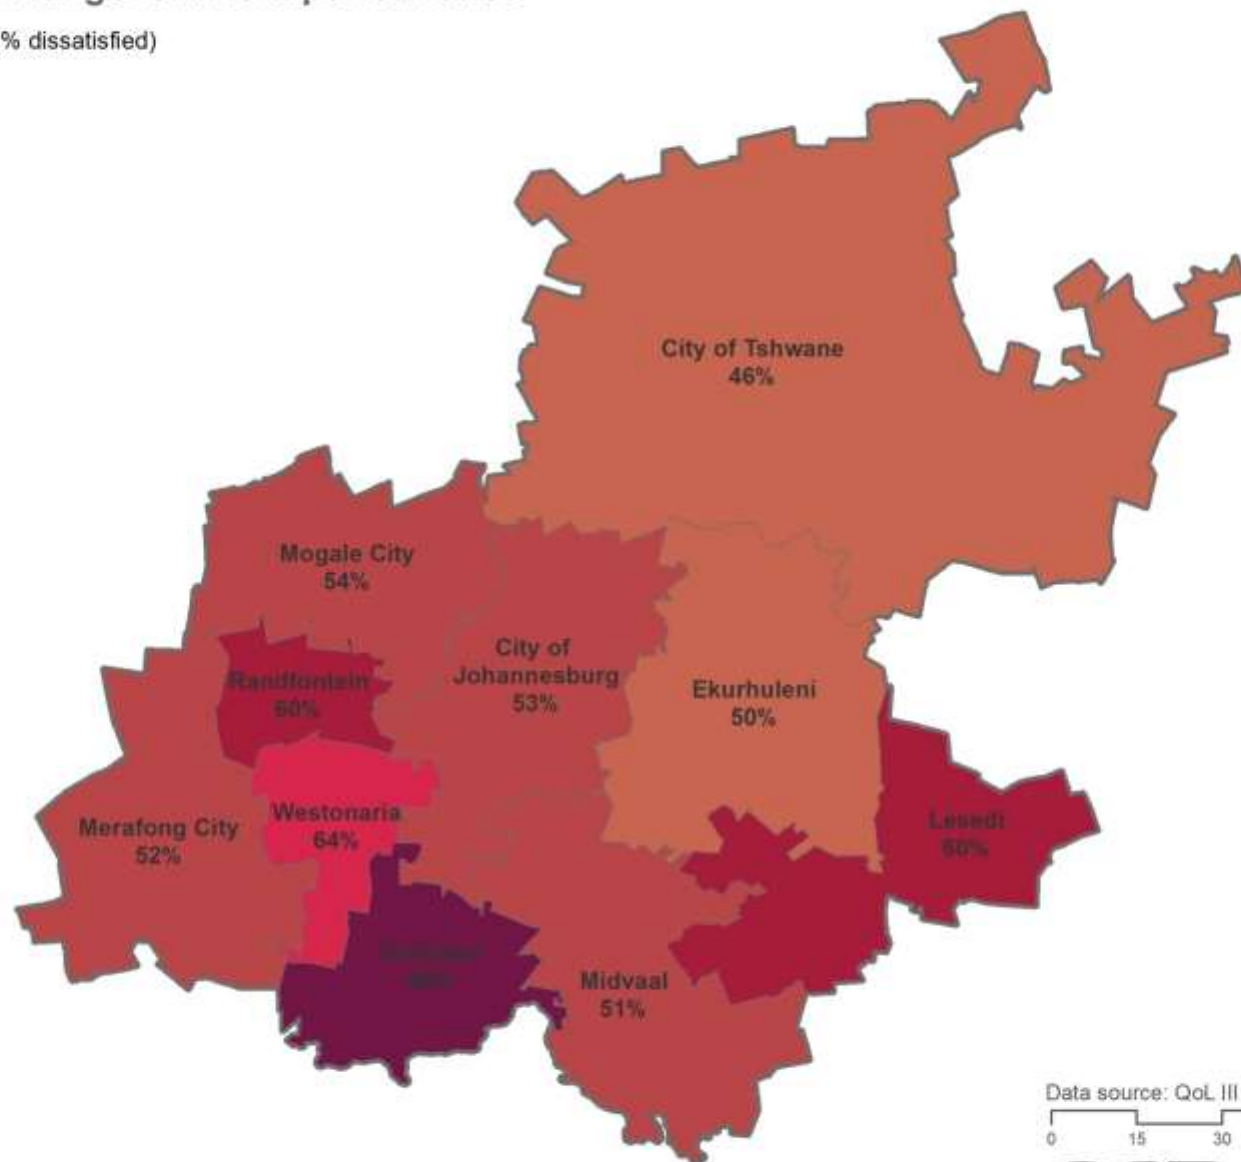 % dissatisfied)
City of Tshwane
46%
Mogale City
54%
City of
Johannesburg
53%
Randfontein
60%
Ekurhuleni
50%
Westonaria
64%
Merafong City
52%
Lesedi
60%
Midvaal
51%
Data source: QoL III
0 15 30